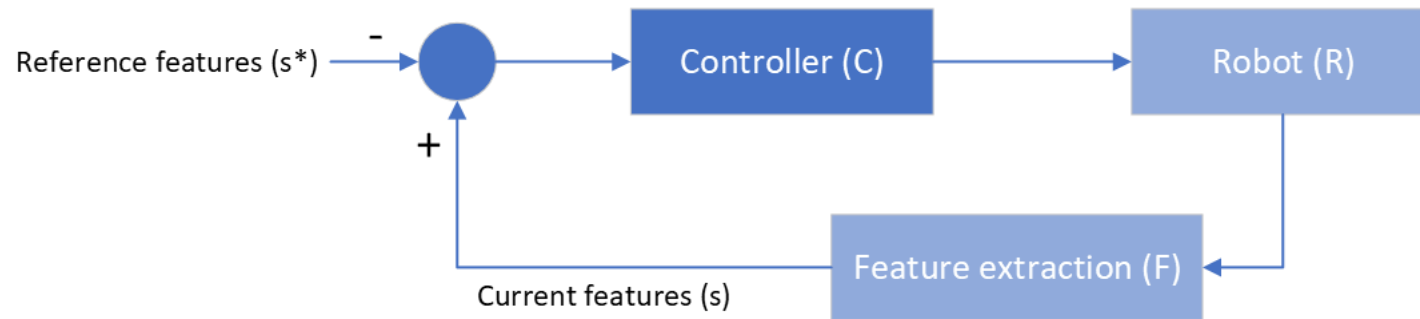 -
Reference features (s*)
Controller (C)
Robot (R)
+
Feature extraction (F)
Current features (s)